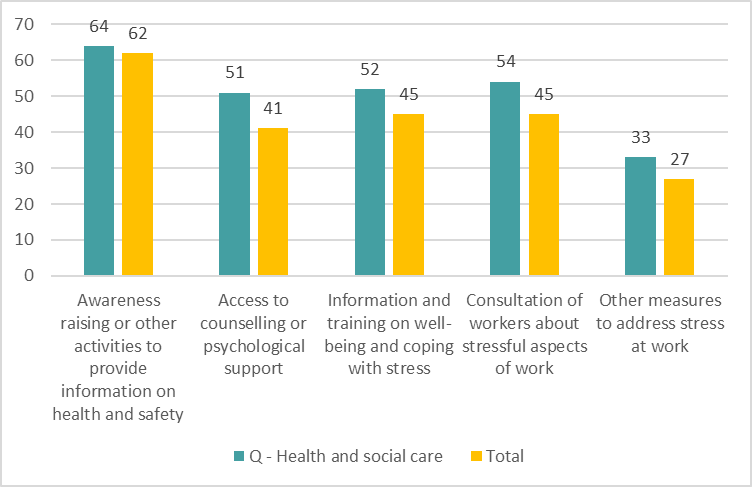 70
60
50
40
30
20
10
0
64
62
51
41
52
45
54
45
33
27
Awareness
raising or other
activities to
provide
information on
health and safety
Access to
counselling or
psychological
support
Information and
training on well-
being and coping
with stress
Consultation of
workers about
stressful aspects
of work
Other measures
to address stress
at work
Q - Health and social care
Total